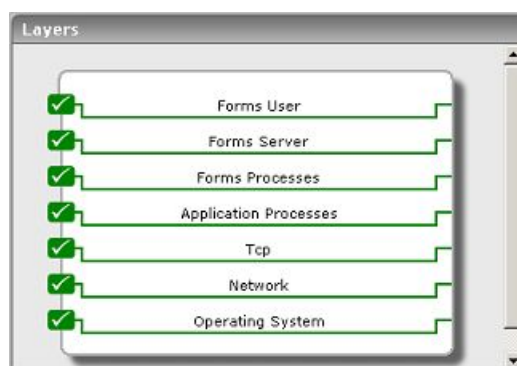 Layers
Forms User
Forms Server
Forms Processes
Application Processes
Tcp
Network
Operating System